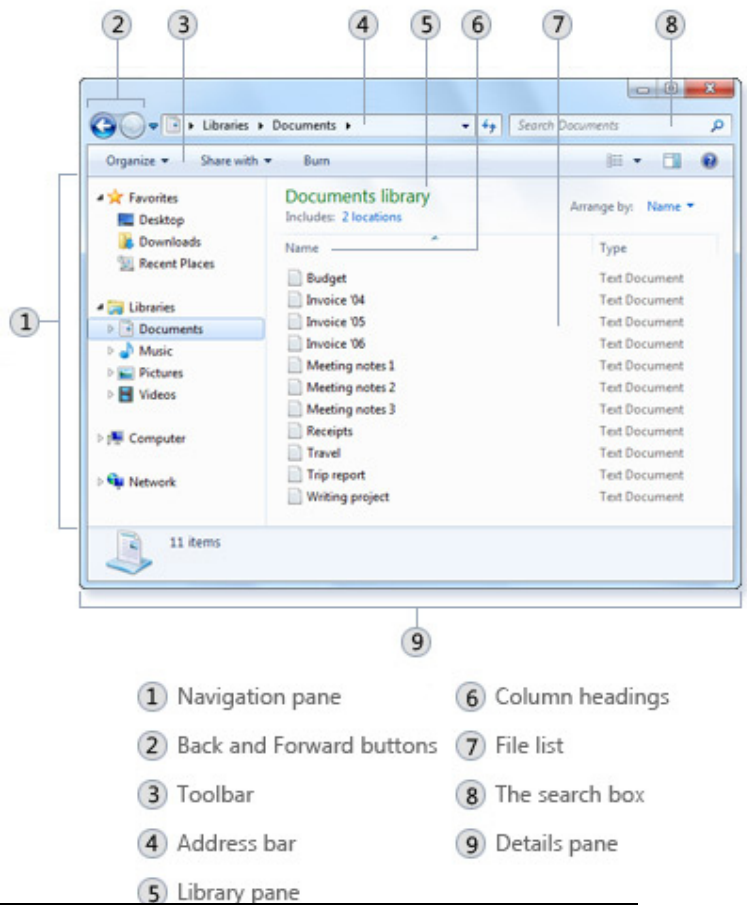 2 3 4 5 6 7 8
Libraries Documents Search Documents
Organize Share with Burn
Favorites
Desktop
Downloads
Recent Places
Libraries
Documents
Music
Pictures
Videos
Computer
Network
1
Documents library
Includes: 2 locations
Arrange by: Name
Name Type
Budget Text Document
Invoice '04 Text Document
Invoice '05 Text Document
Invoice '06 Text Document
Meeting notes 1 Text Document
Meeting notes 2 Text Document
Meeting notes 3 Text Document
Receipts Text Document
Travel Text Document
Trip report Text Document
Writing project Text Document
11 items
9
1 Navigation pane
2 Back and Forward buttons
3 Toolbar
4 Address bar
5 Library pane
6 Column headings
7 File list
8 The search box
9 Details pane